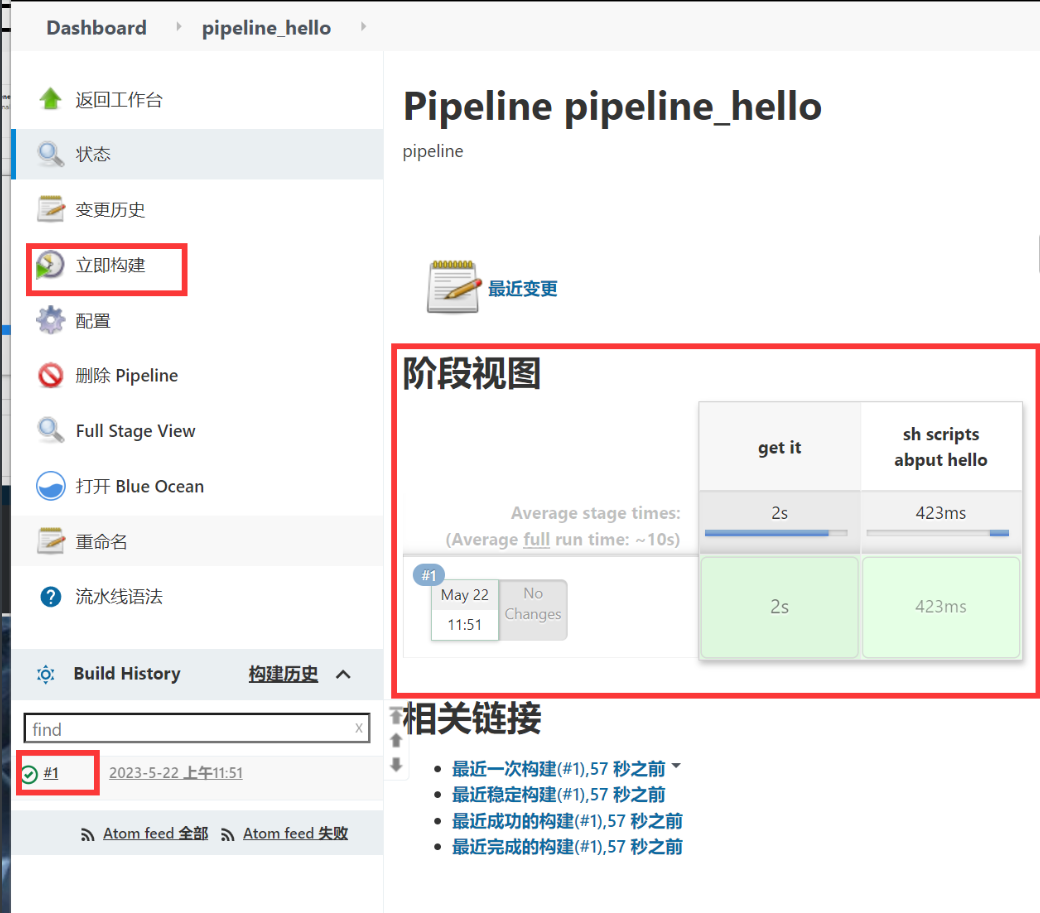 Dashboard
pipeline_hello
返回工作台
状态
变更历史
立即构建
配置
删除 Pipeline
Full Stage View
打开 Blue Ocean
重命名
流水线语法
Build History
构建历史
find
x
#1
2023-5-22 上午11:51
Atom feed 全部
Atom feed 失败
Pipeline pipeline_hello
pipeline
最近变更
阶段视图
get it
sh scripts
abput hello
Average stage times:
(Average full run time: ~10s)
2s
423ms
#1
May 22
11:51
No
Changes
2s
423ms
相关链接
最近一次构建(#1),57 秒之前
最近稳定构建(#1),57 秒之前
最近成功的构建(#1),57 秒之前
最近完成的构建(#1),57 秒之前